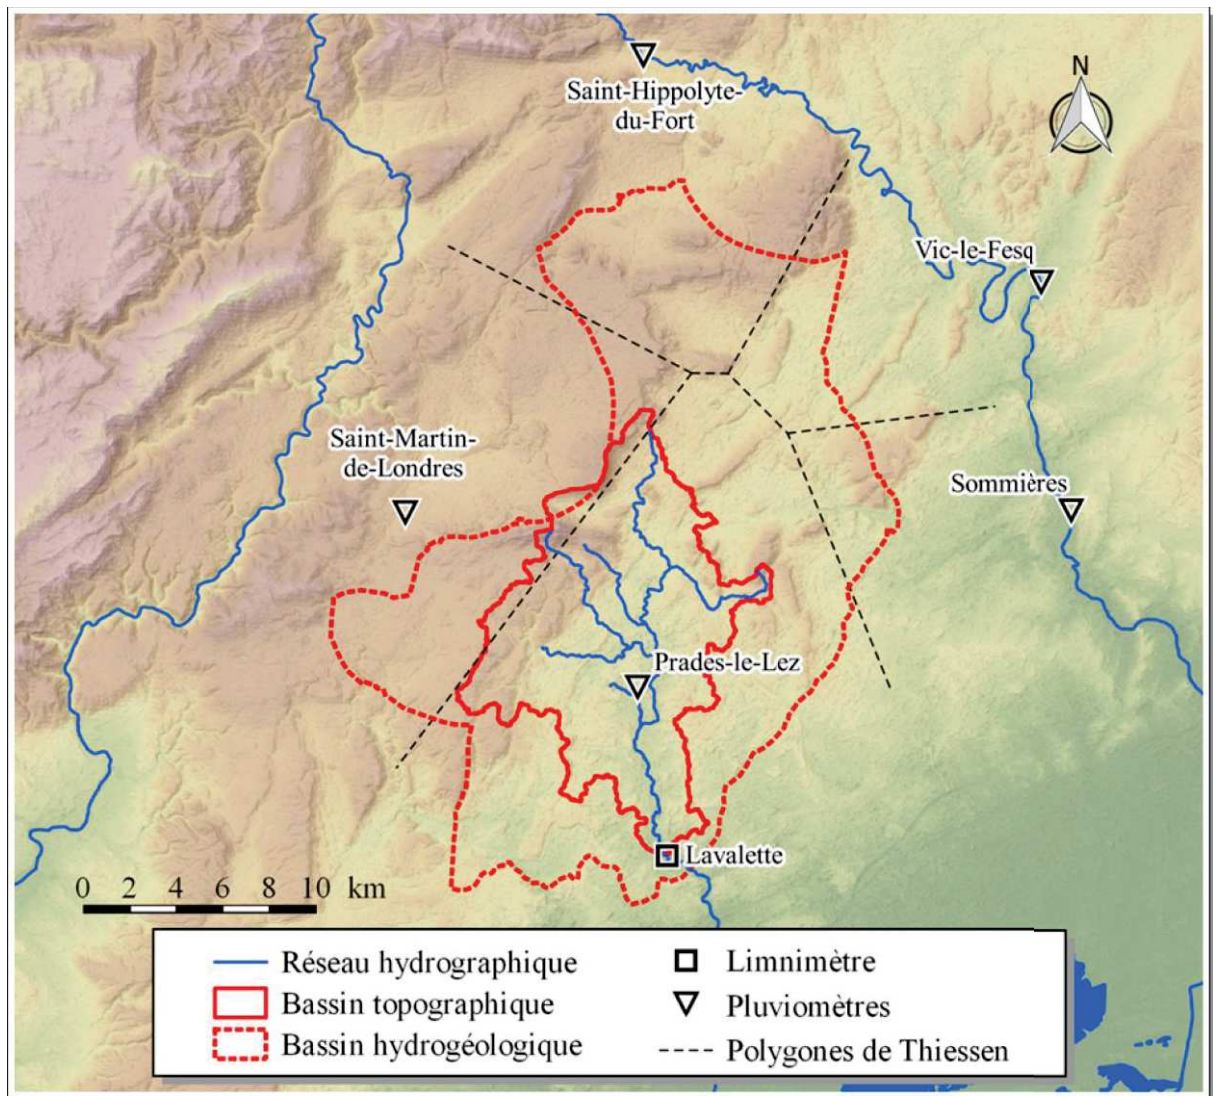 N
Saint-Hippolyte-
du-Fort
Vic-le-Fesq
Saint-Martin-
de-Londres
Sommières
Prades-le-Lez
Lavalette
0 2 4 6 8 10 km
Réseau hydrographique
Bassin topographique
Bassin hydrogéologique
Limnimètre
Pluviomètres
Polygones de Thiessen